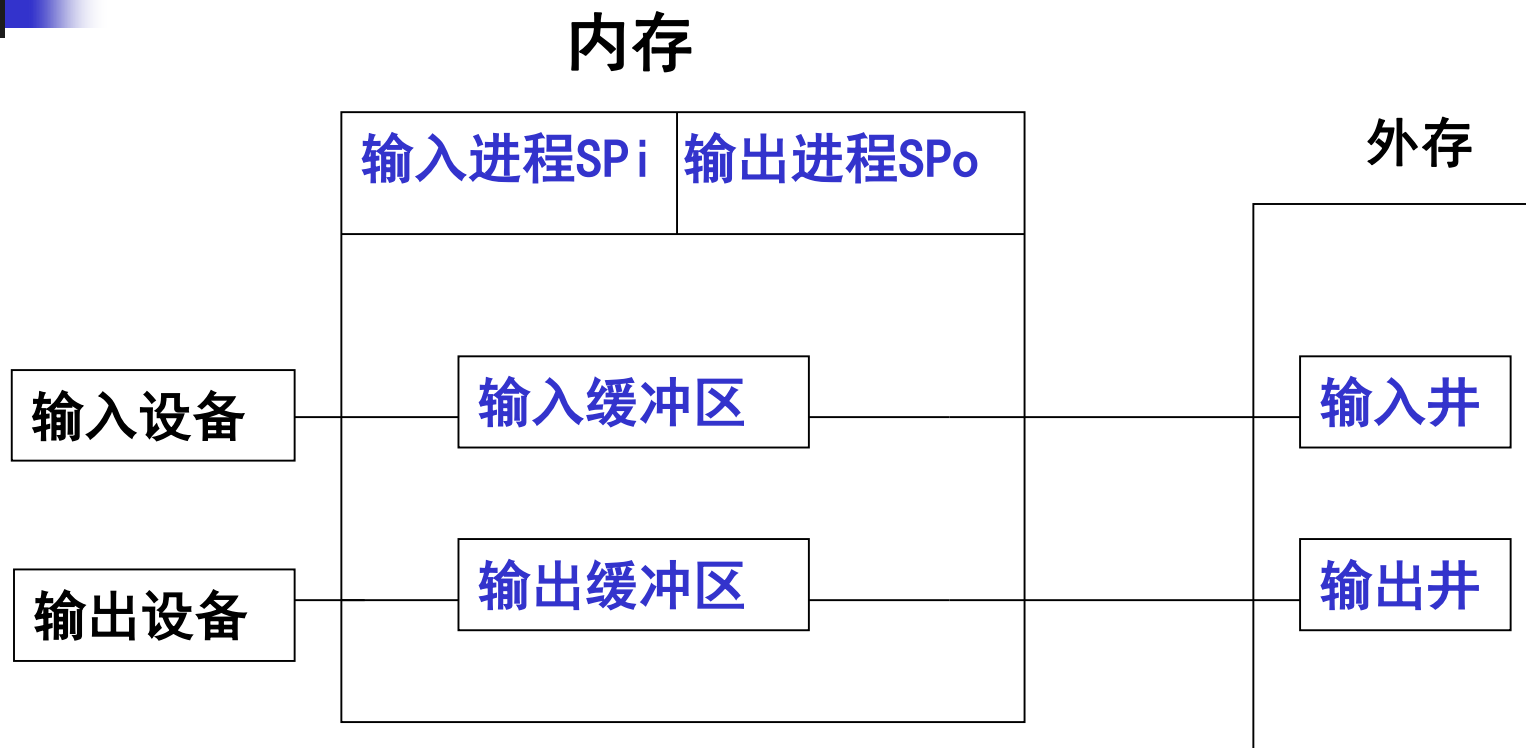 内存
外存
输入进程SPi
输出进程SPo
输入设备
输入缓冲区
输入井
输出设备
输出缓冲区
输出井